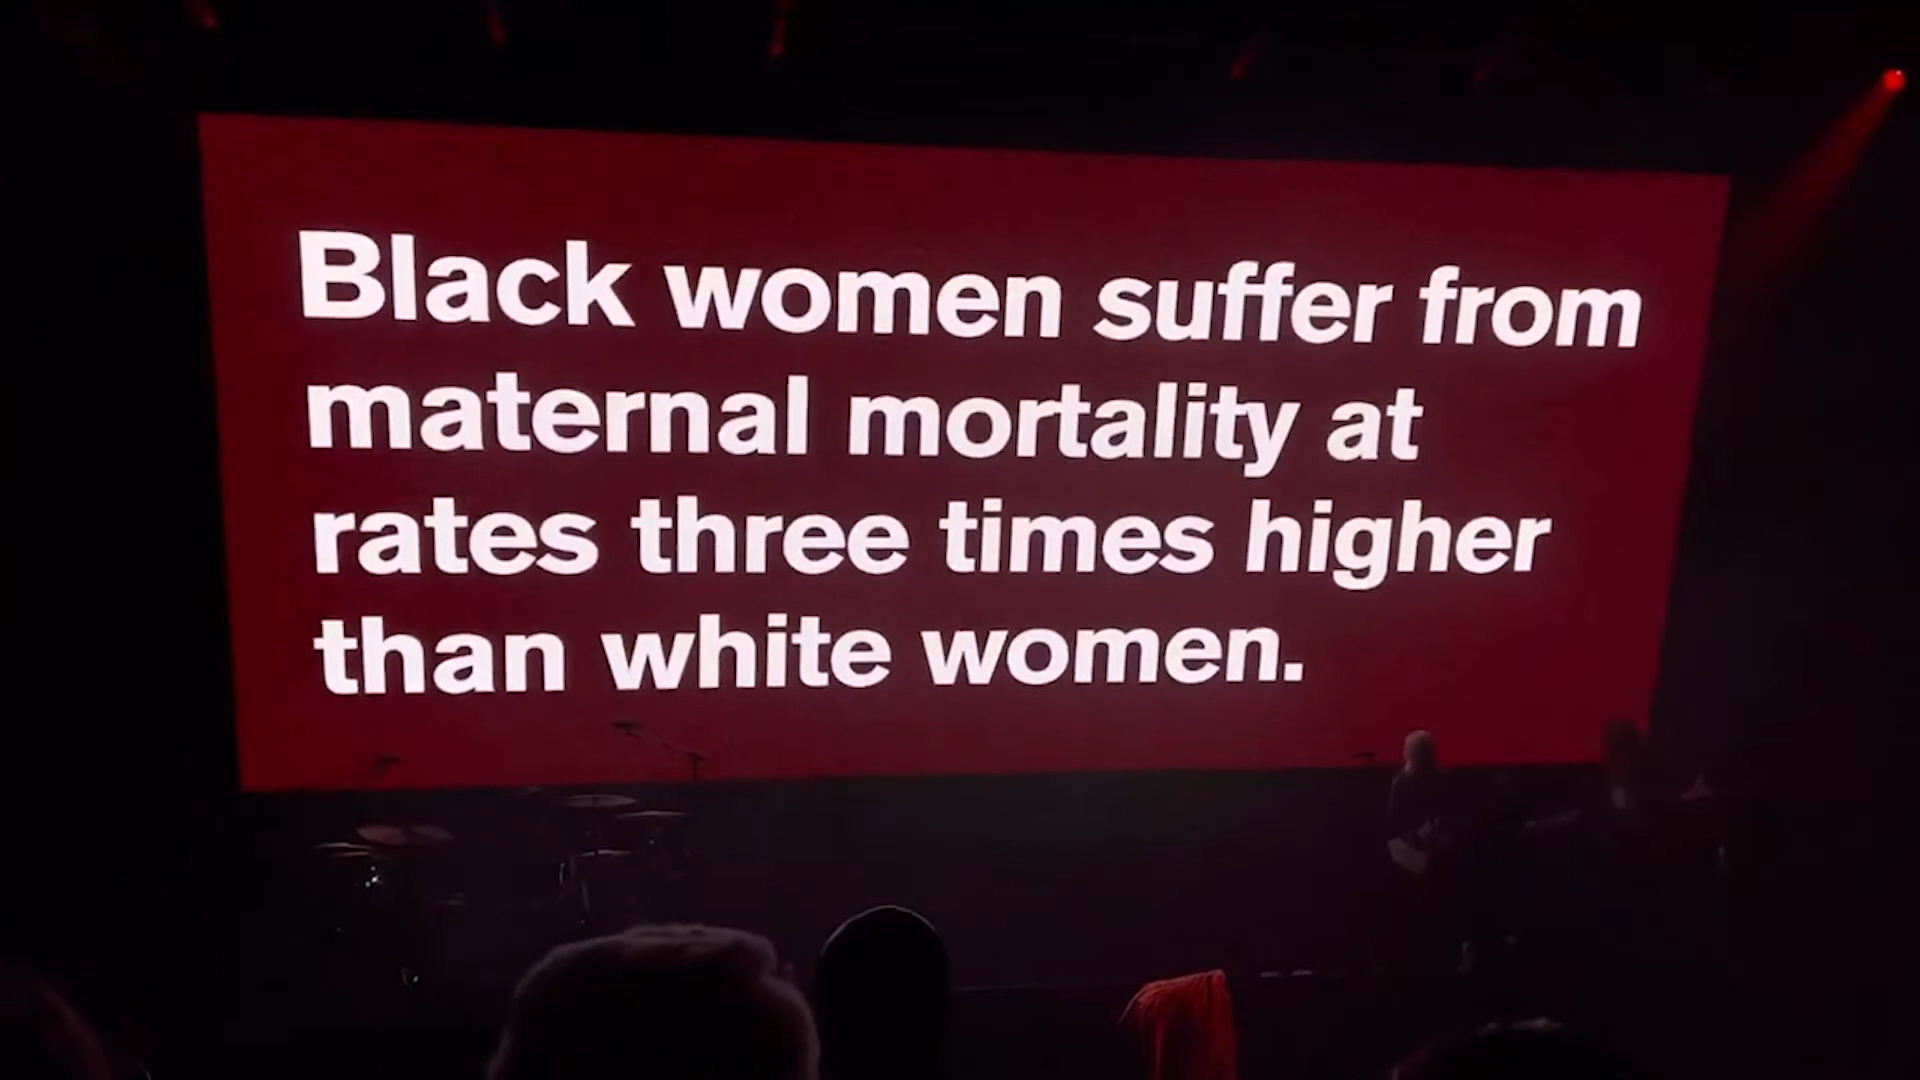 Black women suffer from
maternal mortality at
rates three times higher
than white women.